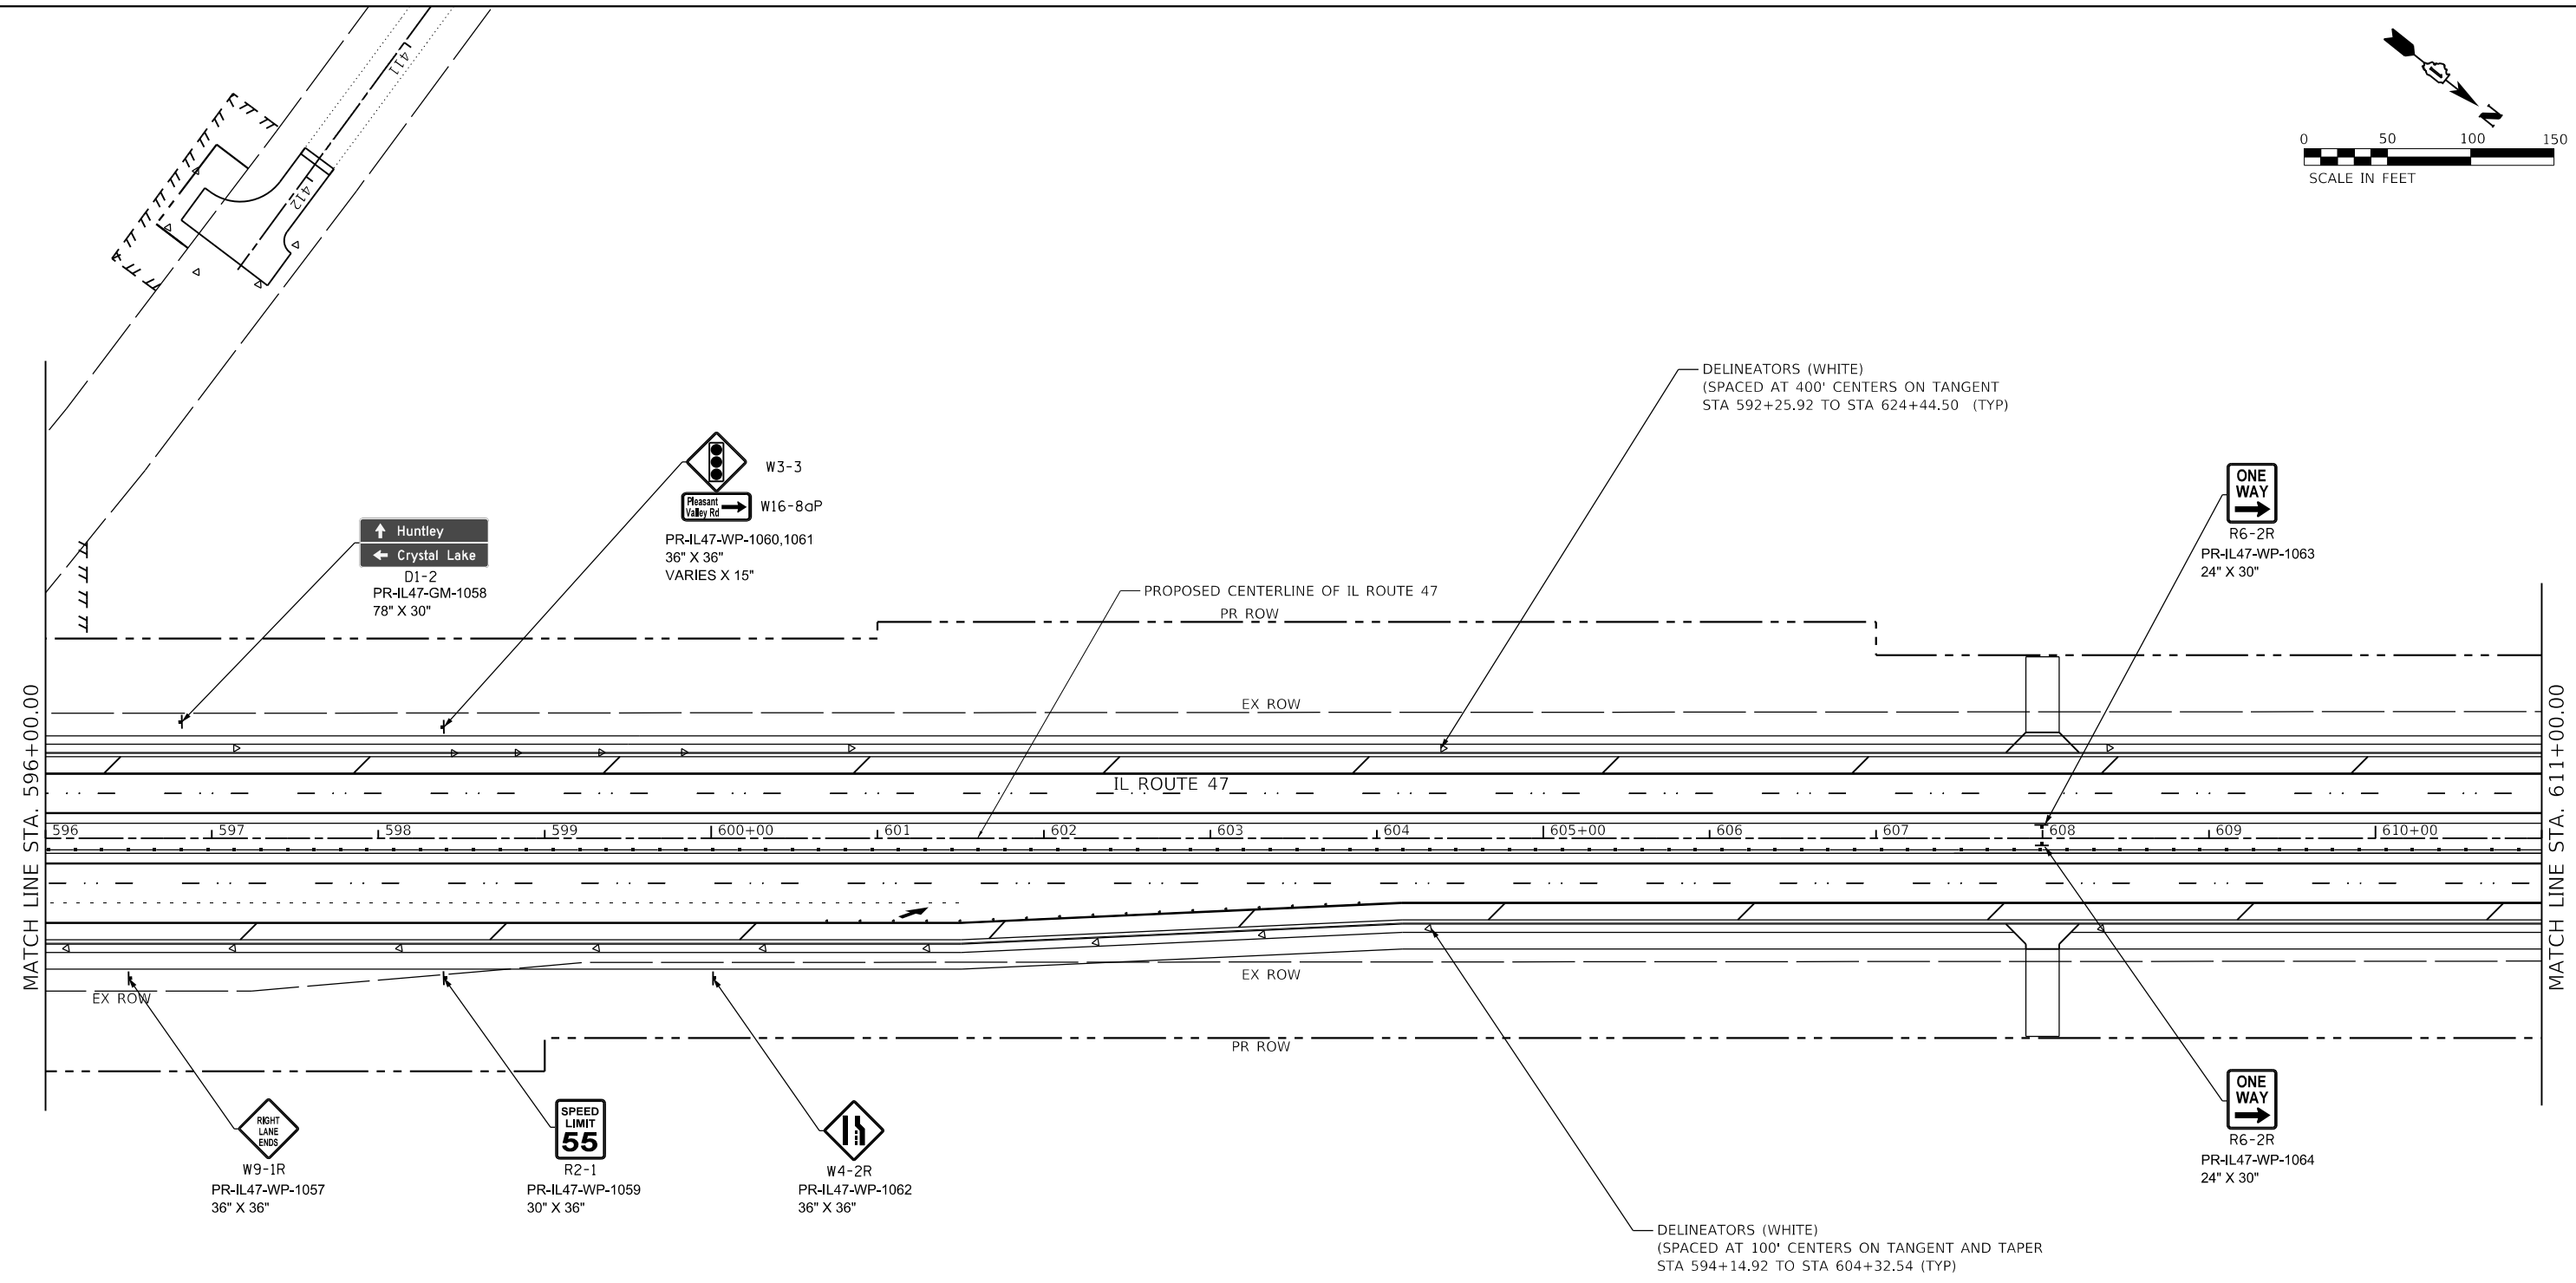 L411
L412
N
0 50 100 150
SCALE IN FEET
DELINEATORS (WHITE)
(SPACED AT 400' CENTERS ON TANGENT
STA 592+25.92 TO STA 624+44.50 (TYP)
W3-3
Pleasant
Valley Rd
W16-8aP
PR-IL47-WP-1060,1061
36" X 36"
VARIES X 15"
Huntley
Crystal Lake
D1-2
PR-IL47-GM-1058
78" X 30"
ONE
WAY
R6-2R
PR-IL47-WP-1063
24" X 30"
PROPOSED CENTERLINE OF IL ROUTE 47
PR ROW
EX ROW
MATCH LINE STA. 596+00.00
MATCH LINE STA. 611+00.00
IL ROUTE 47
596 597 598 599 600+00 601 602 603 604 605+00 606 607 608 609 610+00
EX ROW
EX ROW
PR ROW
RIGHT
LANE
ENDS
W9-1R
PR-IL47-WP-1057
36" X 36"
SPEED
LIMIT
55
R2-1
PR-IL47-WP-1059
30" X 36"
W4-2R
PR-IL47-WP-1062
36" X 36"
ONE
WAY
R6-2R
PR-IL47-WP-1064
24" X 30"
DELINEATORS (WHITE)
(SPACED AT 100' CENTERS ON TANGENT AND TAPER
STA 594+14.92 TO STA 604+32.54 (TYP)